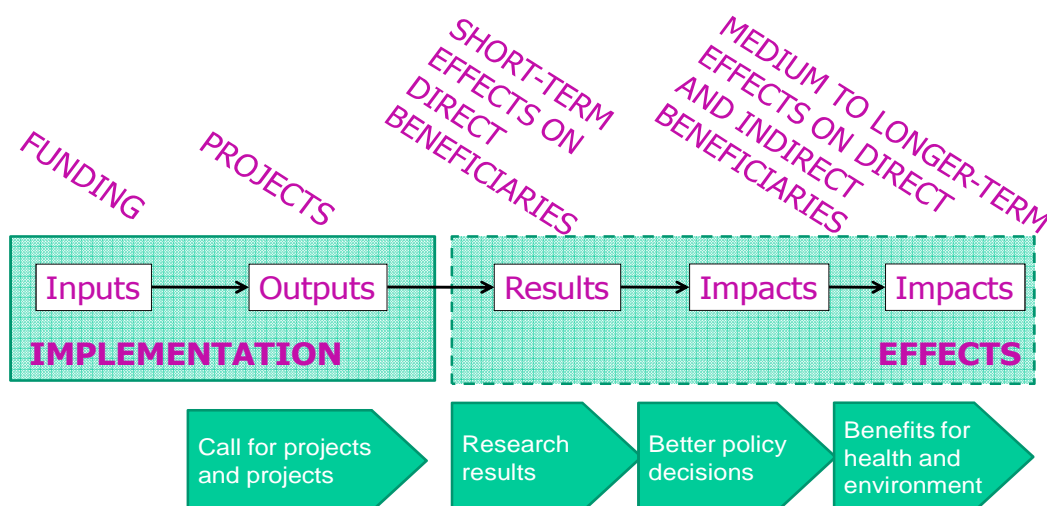 FUNDING
PROJECTS
SHORT-TERM
EFFECTS ON
DIRECT
BENEFICIARIES
MEDIUM TO LONGER-TERM
EFFECTS ON DIRECT
AND INDIRECT
BENEFICIARIES
Inputs
Outputs
Results
Impacts
Impacts
IMPLEMENTATION
EFFECTS
Call for projects
and projects
Research
results
Better policy
decisions
Benefits for
health and
environment